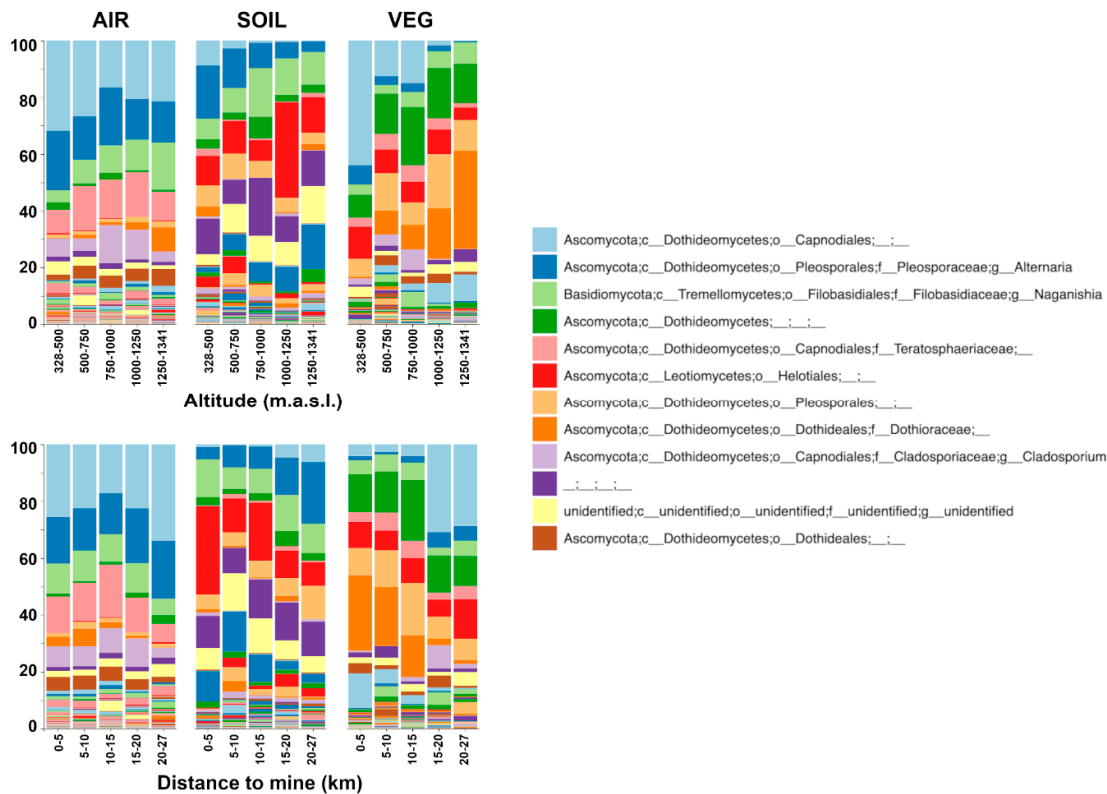 AIR SOIL VEG
100
80
60
40
20
0
328-500 500-750 750-1000 1000-1250 1250-1341 328-500 500-750 750-1000 1000-1250 1250-1341 328-500 500-750 750-1000 1000-1250 1250-1341
Altitude (m.a.s.l.)
100
80
60
40
20
0
0-5 5-10 10-15 15-20 20-27 0-5 5-10 10-15 15-20 20-27 0-5 5-10 10-15 15-20 20-27
Distance to mine (km)
Ascomycota;c__Dothideomycetes;o__Capnodiales;__;__
Ascomycota;c__Dothideomycetes;o__Pleosporales;f__Pleosporaceae;g__Alternaria
Basidiomycota;c__Tremellomycetes;o__Filobasidiales;f__Filobasidiaceae;g__Naganishia
Ascomycota;c__Dothideomycetes;__;__;__
Ascomycota;c__Dothideomycetes;o__Capnodiales;f__Teratosphaeriaceae;__
Ascomycota;c__Leotiomycetes;o__Helotiales;__;__
Ascomycota;c__Dothideomycetes;o__Pleosporales;__;__
Ascomycota;c__Dothideomycetes;o__Dothideales;f__Dothioraceae;__
Ascomycota;c__Dothideomycetes;o__Capnodiales;f__Cladosporiaceae;g__Cladosporium
__;__;__;__
unidentified;c__unidentified;o__unidentified;f__unidentified;g__unidentified
Ascomycota;c__Dothideomycetes;o__Dothideales;__;__